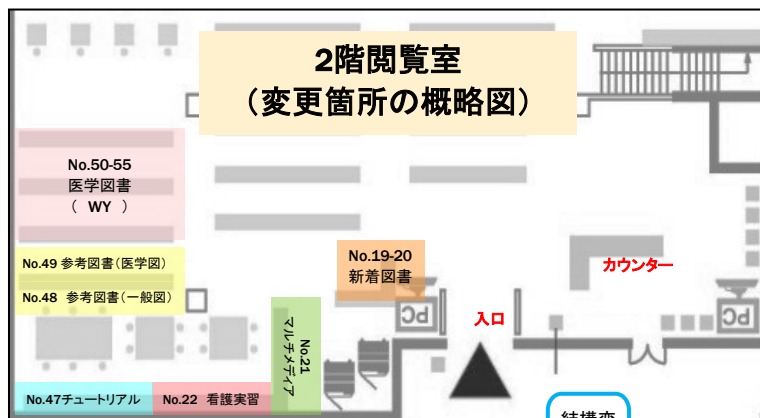 2階閲覧室
（変更箇所の概略図）
No.50-55
医学図書
（ WY ）
No.49 参考図書（医学図）
No.48 参考図書（一般図）
No.19-20
新着図書
カウンター
PC
入口
PC
No.21
マルチメディア
No.47チュートリアル
No.22 看護実習
結構変